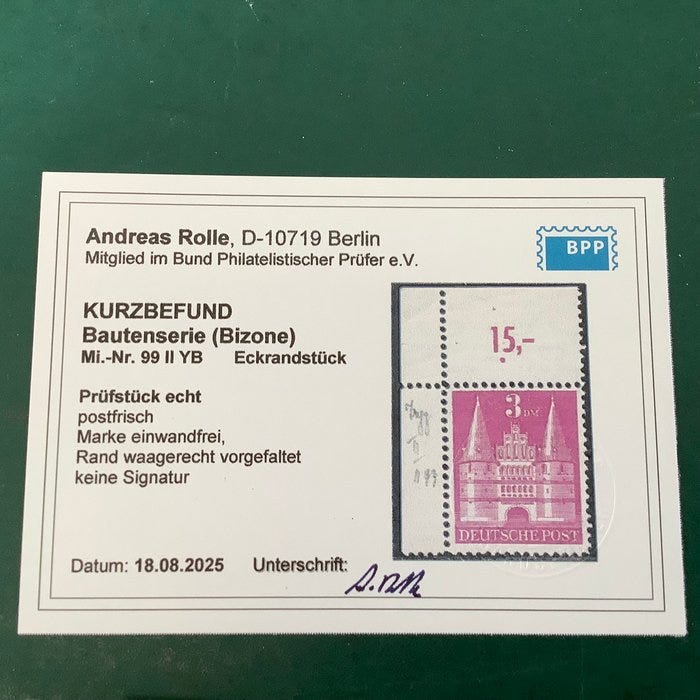 Andreas Rolle, D-10719 Berlin
Mitglied im Bund Philatelistischer Prüfer e.V.
BPP
KURZBEFUND
Bautenserie (Bizone)
Mi.-Nr. 99 II YB Eckrandstück
Prüfstück echt
postfrisch
Marke einwandfrei,
Rand waagerecht vorgefaltet
keine Signatur
15,-
3 DM
DEUTSCHE POST
Datum: 18.08.2025 Unterschrift: